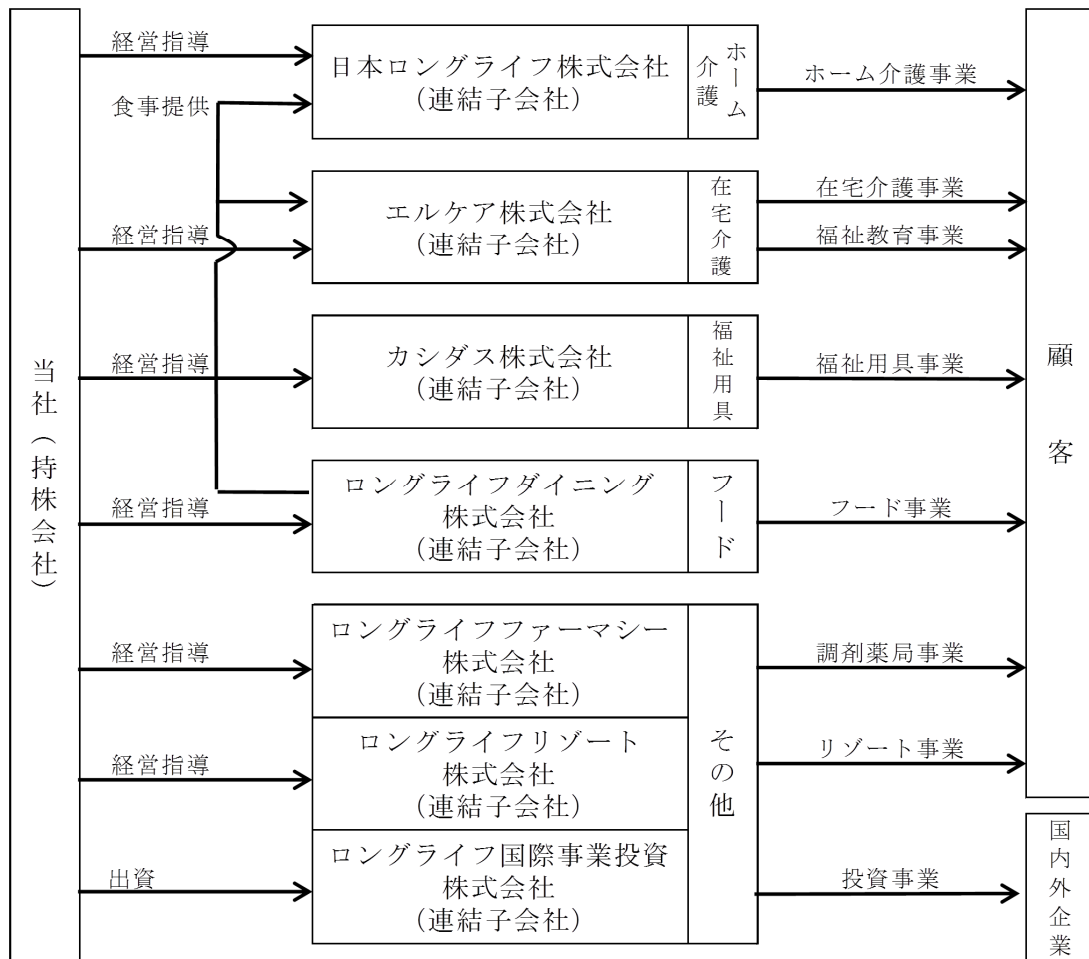 当社（持株会社）
経営指導
日本ロングライフ株式会社
（連結子会社）
ホーム
介護
ホーム介護事業
食事提供
エルケア株式会社
（連結子会社）
在宅介護
在宅介護事業
経営指導
福祉教育事業
経営指導
カシダス株式会社
（連結子会社）
福祉用具
福祉用具事業
経営指導
ロングライフダイニング
株式会社
（連結子会社）
フード
フード事業
経営指導
ロングライフファーマシー
株式会社
（連結子会社）
調剤薬局事業
経営指導
ロングライフリゾート
株式会社
（連結子会社）
その他
リゾート事業
出資
ロングライフ国際事業投資
株式会社
（連結子会社）
投資事業
顧客
国内外企業